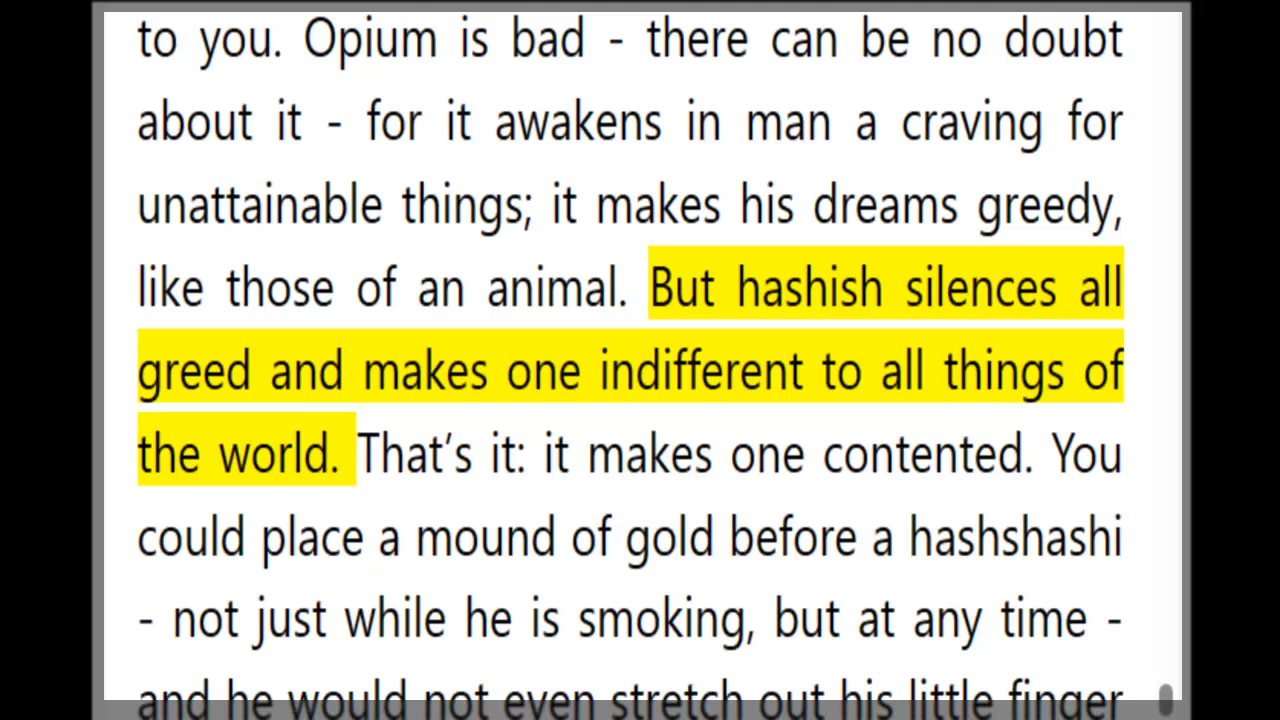 to you. Opium is bad - there can be no doubt
about it - for it awakens in man a craving for
unattainable things; it makes his dreams greedy,
like those of an animal. But hashish silences all
greed and makes one indifferent to all things of
the world. That's it: it makes one contented. You
could place a mound of gold before a hashshashi
- not just while he is smoking, but at any time -
and he would not even stretch out his little finger